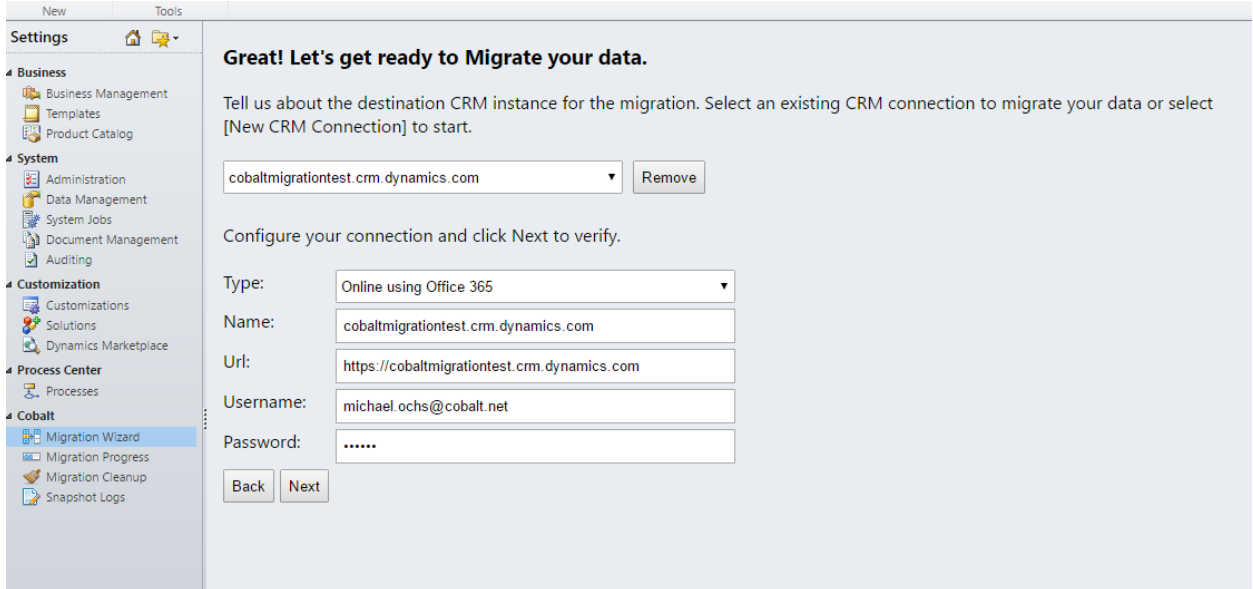 New
Tools
Settings
Business
Business Management
Templates
Product Catalog
System
Administration
Data Management
System Jobs
Document Management
Auditing
Customization
Customizations
Solutions
Dynamics Marketplace
Process Center
Processes
Cobalt
Migration Wizard
Migration Progress
Migration Cleanup
Snapshot Logs
Great! Let's get ready to Migrate your data.
Tell us about the destination CRM instance for the migration. Select an existing CRM connection to migrate your data or select
[New CRM Connection] to start.
cobaltmigrationtest.crm.dynamics.com
Remove
Configure your connection and click Next to verify.
Type: Online using Office 365
Name: cobaltmigrationtest.crm.dynamics.com
Url: https://cobaltmigrationtest.crm.dynamics.com
Username: michael.ochs@cobalt.net
Password: ••••••
Back Next